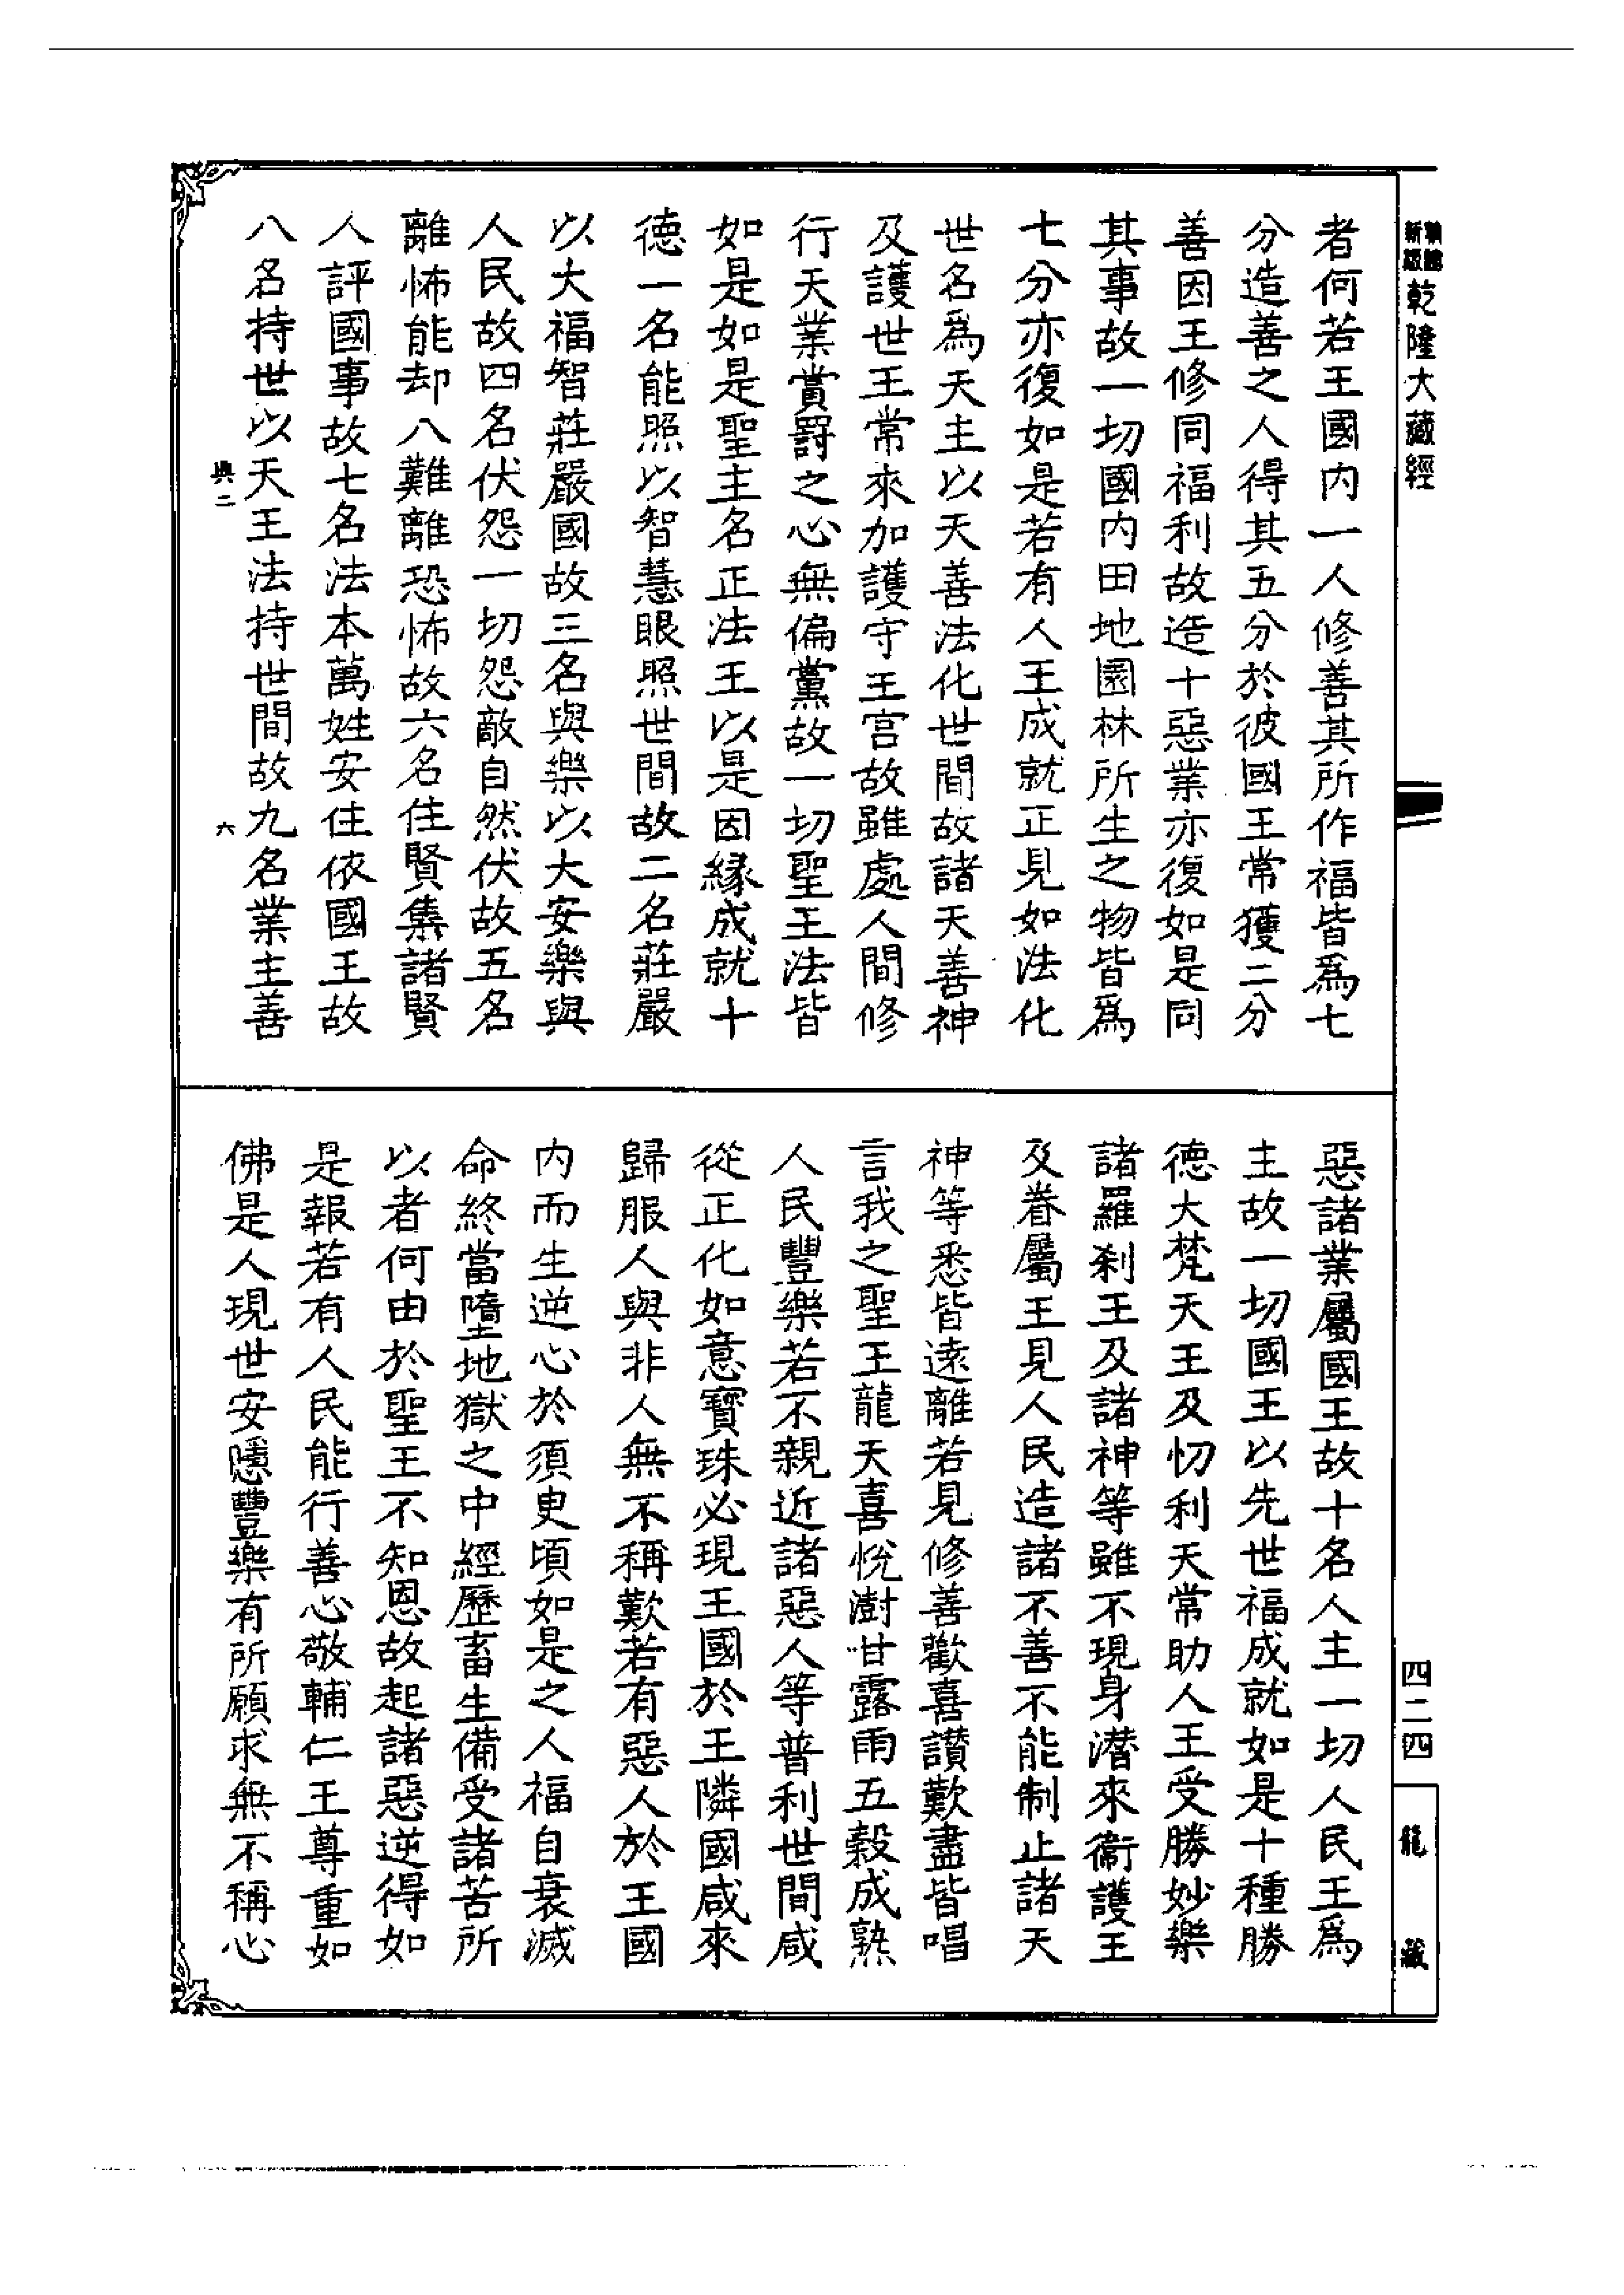 乾隆大藏經
者何若王國內一人修善其所作福皆爲七
分造善之人得其五分於彼國王常獲二分
善因王修同福利故造十惡業亦復如是同
其事故一切國內田地園林所生之物皆爲
七分亦復如是若有人王成就正見如法化
世名爲天主以天善法化世間故諸天善神
及護世王常來加護守王宮故雖處人間修
行天業賞罸之心無偏黨故一切聖王法皆
如是如是聖主名正法王以是因緣成就十
德一名能照以智慧眼照世間故二名莊嚴
以大福智莊嚴國故三名與樂以大安樂與
人民故四名伏怨一切怨敵自然伏故五名
離怖能却八難離恐怖故六名住賢集諸賢
人評國事故七名法本萬姓安住依國王故
八名持世以天王法持世間故九名業主善
與二
六
惡諸業屬國王故十名人主一切人民王爲
主故一切國王以先世福成就如是十種勝
德大梵天王及忉利天常助人王受勝妙樂
諸羅刹王及諸神等雖不現身潛來衞護王
及眷屬王見人民造諸不善不能制止諸天
神等悉皆遠離若見修善歡喜讃歎盡皆唱
言我之聖王龍天喜悅澍甘露雨五穀成熟
人民豐樂若不親近諸惡人等普利世間咸
從正化如意寶珠必現王國於王隣國咸來
歸服人與非人無不稱歎若有惡人於王國
內而生逆心於須臾頃如是之人福自衰滅
命終當墮地獄之中經歷畜生備受諸苦所
以者何由於聖王不知恩故起諸惡逆得如
是報若有人民能行善心敬輔仁王尊重如
佛是人現世安隱豐樂有所願求無不稱心
四二四
龍藏